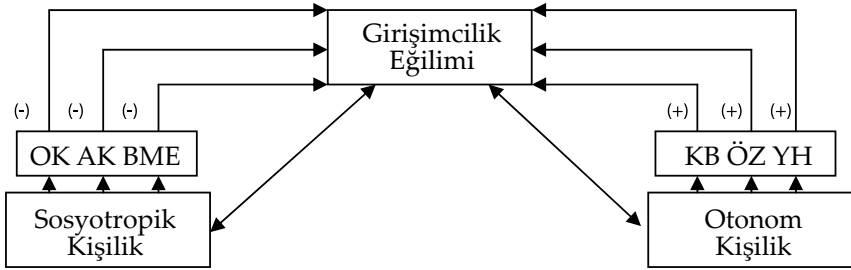 Girişimcilik
Eğilimi
(-) (-) (-)
(+) (+) (+)
OK AK BME
KB ÖZ YH
Sosyotropik
Kişilik
Otonom
Kişilik